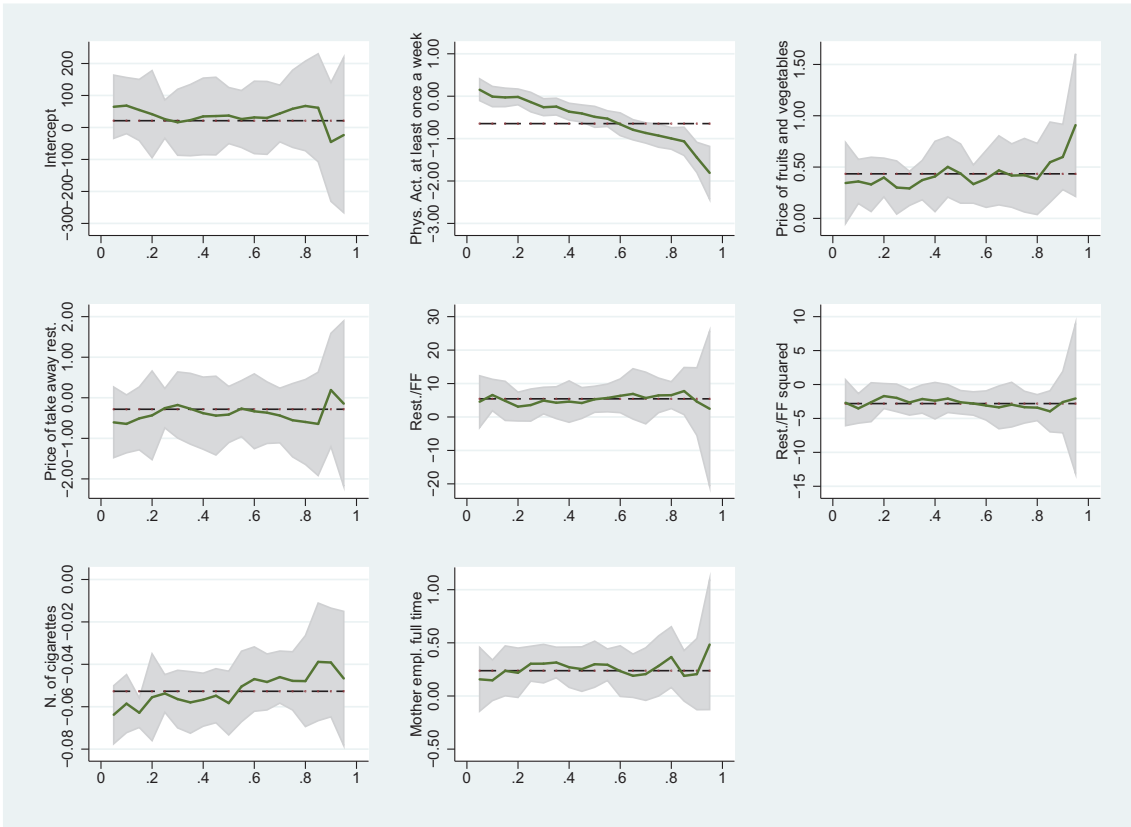 Intercept
200
100
0
−100
−200
−300
0 .2 .4 .6 .8 1
Phys. Act. at least once a week
1.00
0.00
−1.00
−2.00
−3.00
0 .2 .4 .6 .8 1
Price of fruits and vegetables
1.50
1.00
0.50
0.00
0 .2 .4 .6 .8 1
Price of take away rest.
2.00
1.00
0.00
−1.00
−2.00
0 .2 .4 .6 .8 1
Rest./FF
30
20
10
0
−10
−20
0 .2 .4 .6 .8 1
Rest./FF squared
10
5
0
−5
−10
−15
0 .2 .4 .6 .8 1
N. of cigarettes
0.00
−0.02
−0.04
−0.06
−0.08
0 .2 .4 .6 .8 1
Mother empl. full time
1.00
0.50
0.00
−0.50
0 .2 .4 .6 .8 1